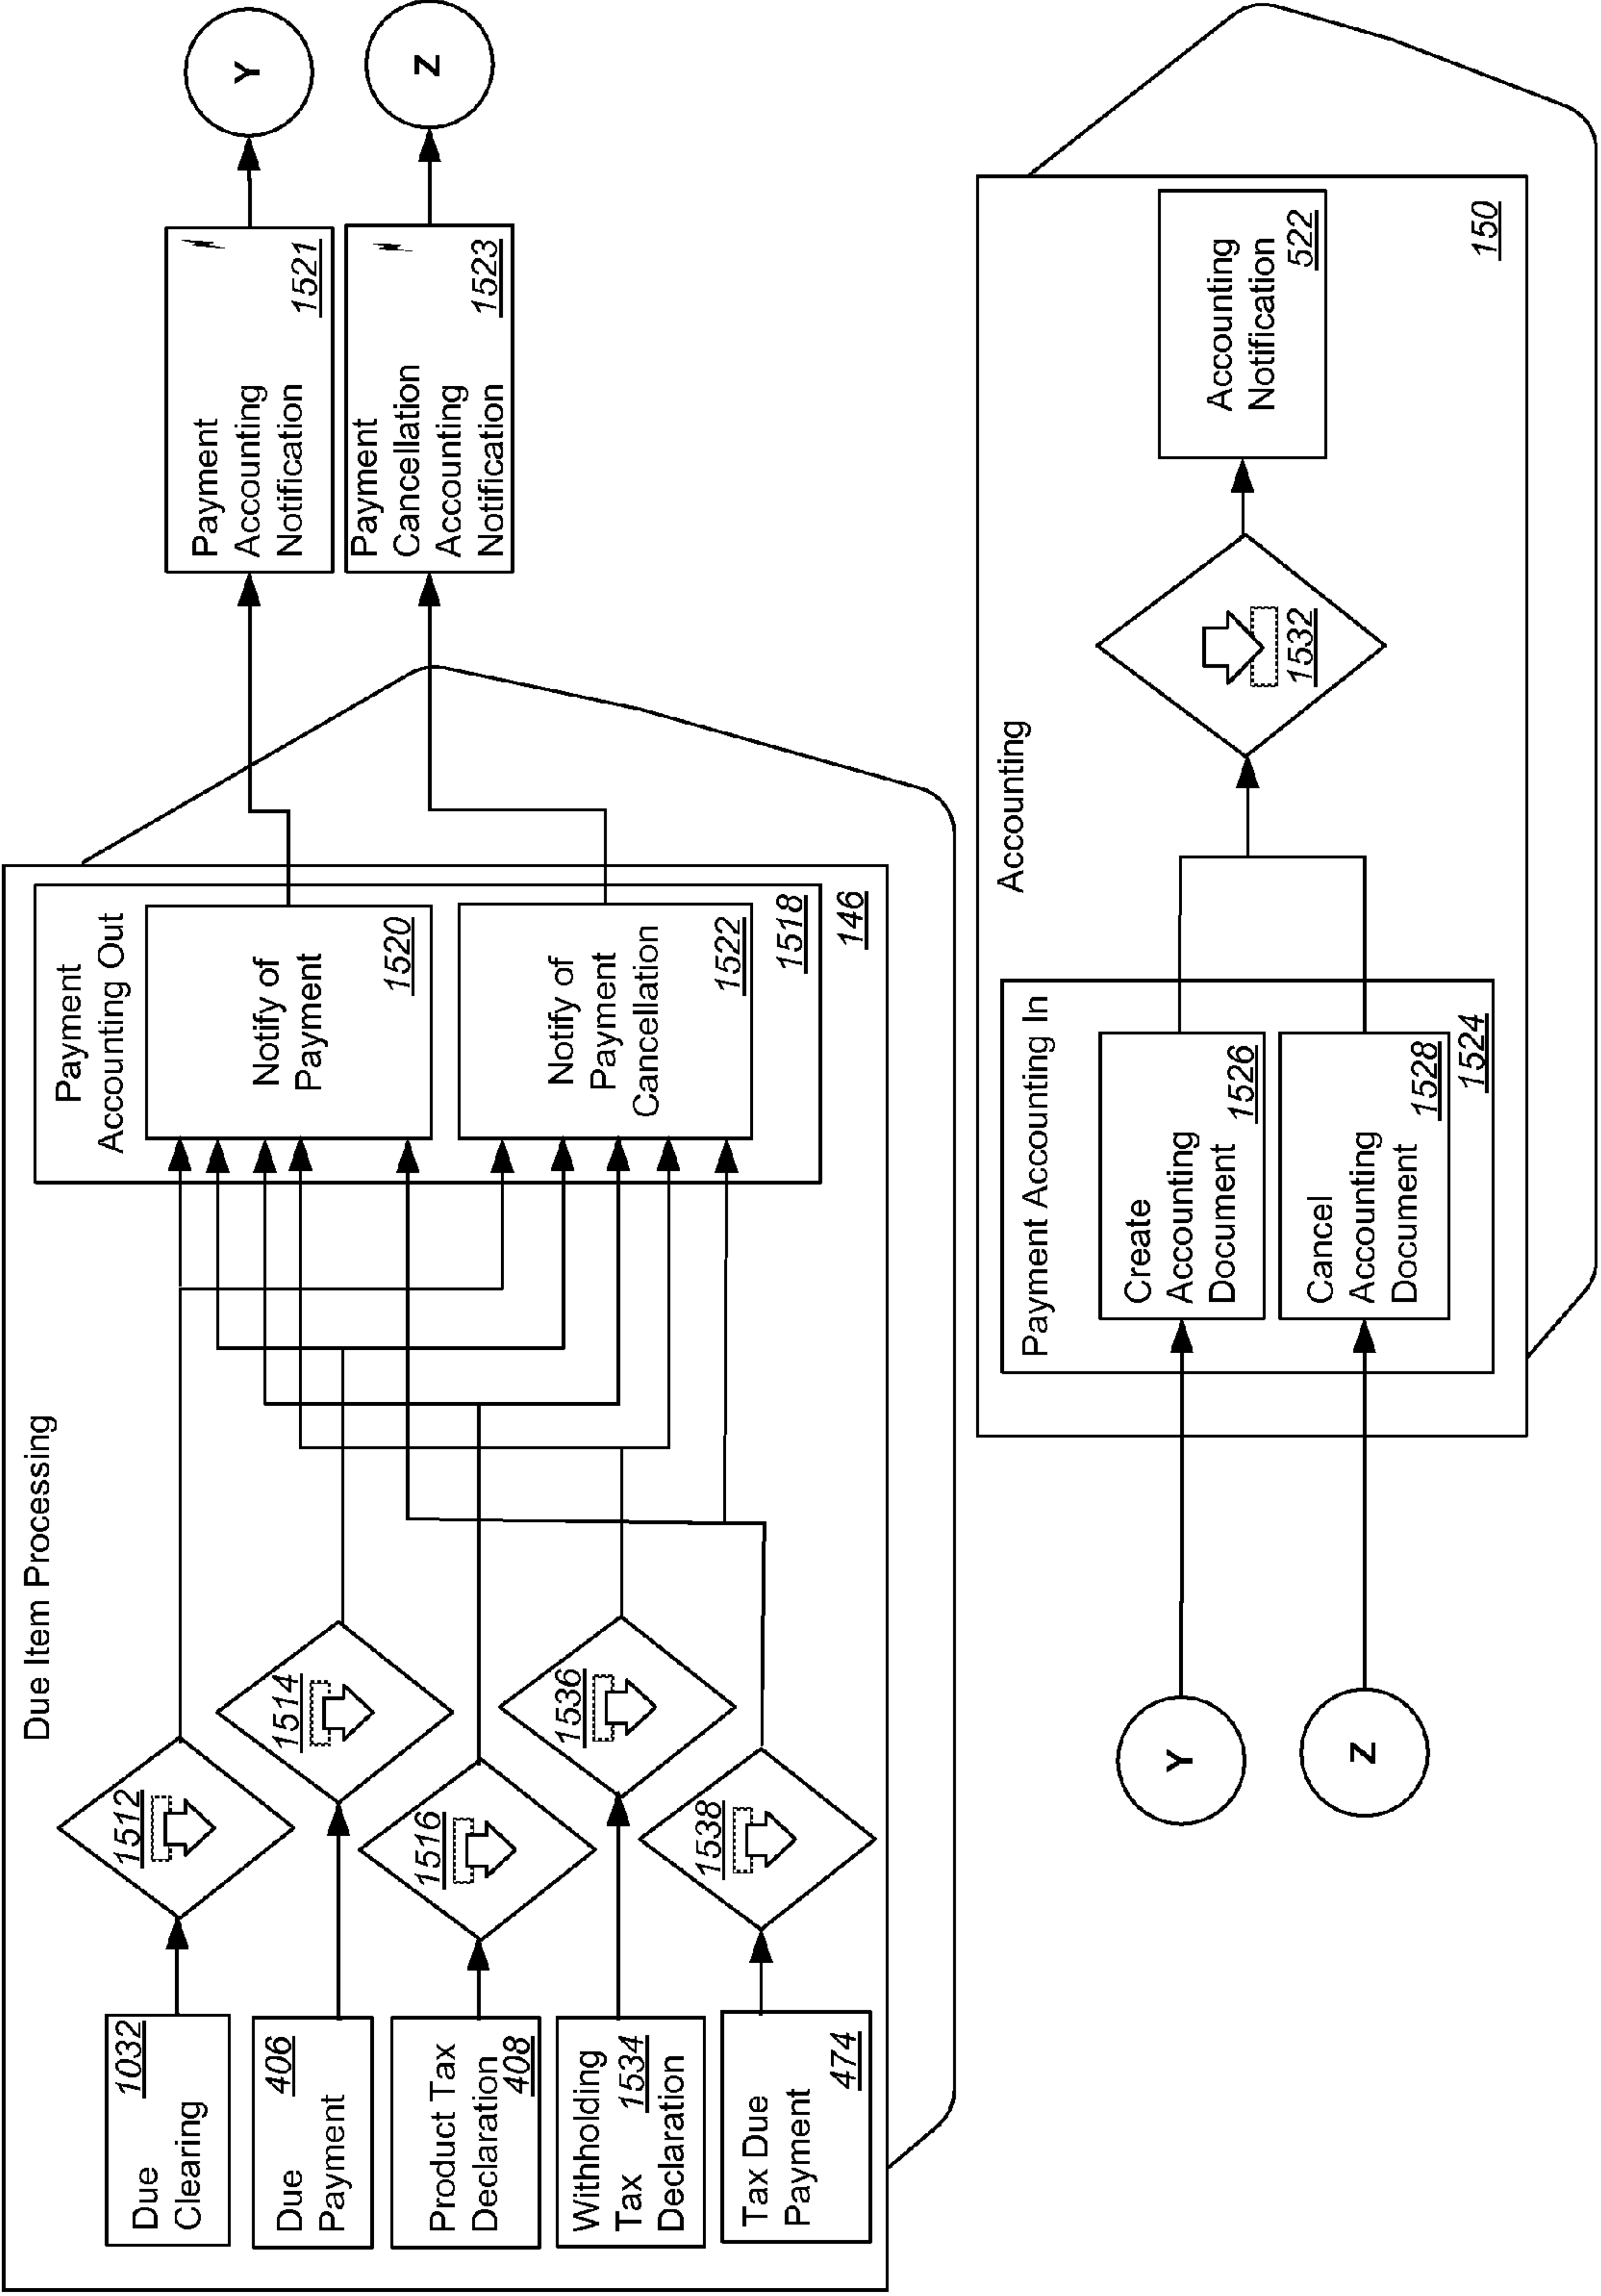 Due Item Processing
Due
Clearing
1032
Due
Payment
406
Product Tax
Declaration
408
Withholding
Tax 1534
Declaration
Tax Due
Payment
474
1512
1514
1516
1536
1538
Payment
Accounting Out
Notify of
Payment
1520
Notify of
Payment
Cancellation
1522
1518
146
Payment
Accounting
Notification
1521
Payment
Cancellation
Accounting
Notification
1523
Y
Z
Y
Z
Accounting
Payment Accounting In
Create
Accounting
Document
1526
Cancel
Accounting
Document
1528
1524
1532
Accounting
Notification
522
150